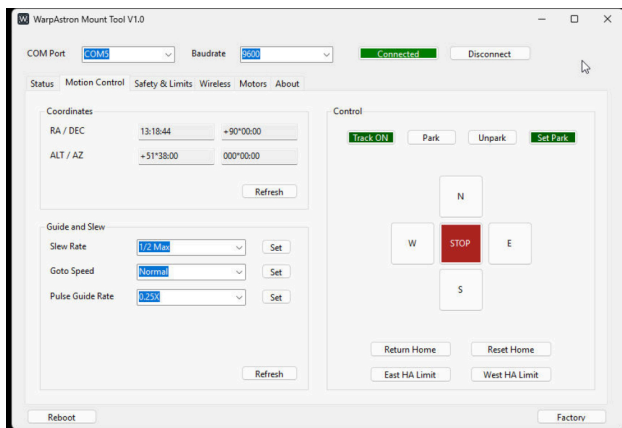 W WarpAstron Mount Tool V1.0
COM Port COM5 Baudrate 9600 Connected Disconnect
Status Motion Control Safety & Limits Wireless Motors About
Coordinates
RA / DEC 13:18:44 +90*00:00
ALT / AZ +51*38:00 000*00:00
Refresh
Guide and Slew
Slew Rate 1/2 Max Set
Goto Speed Normal Set
Pulse Guide Rate 0.25X Set
Refresh
Control
Track ON Park Unpark Set Park
N
W STOP E
S
Return Home Reset Home
East HA Limit West HA Limit
Reboot Factory